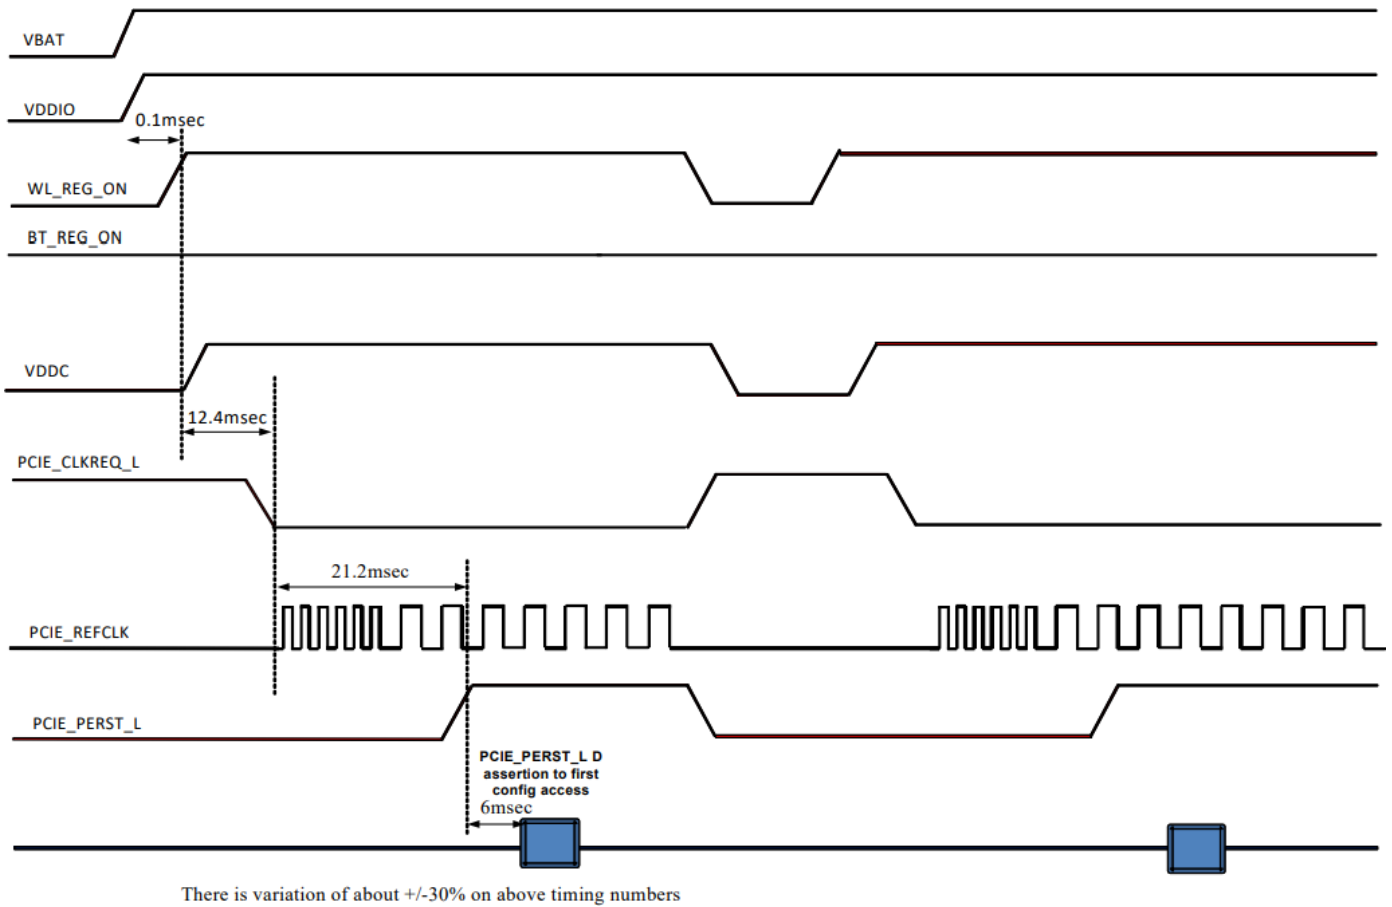 VBAT
VDDIO
0.1msec
WL_REG_ON
BT_REG_ON
VDDC
12.4msec
PCIE_CLKREQ_L
21.2msec
PCIE_REFCLK
PCIE_PERST_L
PCIE_PERST_L D
assertion to first
config access
6msec
There is variation of about +/-30% on above timing numbers